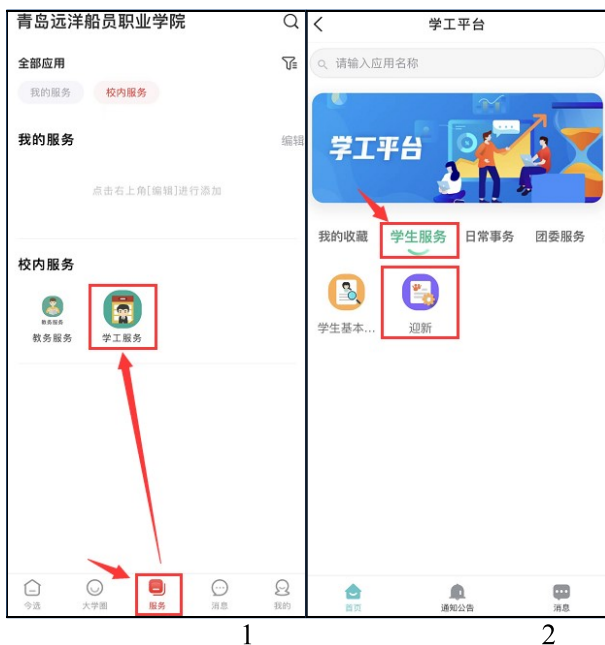 青岛远洋船员职业学院
全部应用
我的服务 校内服务
我的服务 编辑
点击右上角[编辑]进行添加
校内服务
教务服务
教务服务 学工服务
今选 大学圈 服务 消息 我的
1
学工平台
请输入应用名称
学工平台
我的收藏 学生服务 日常事务 团委服务
学生基本... 迎新
首页 通知公告 消息
2